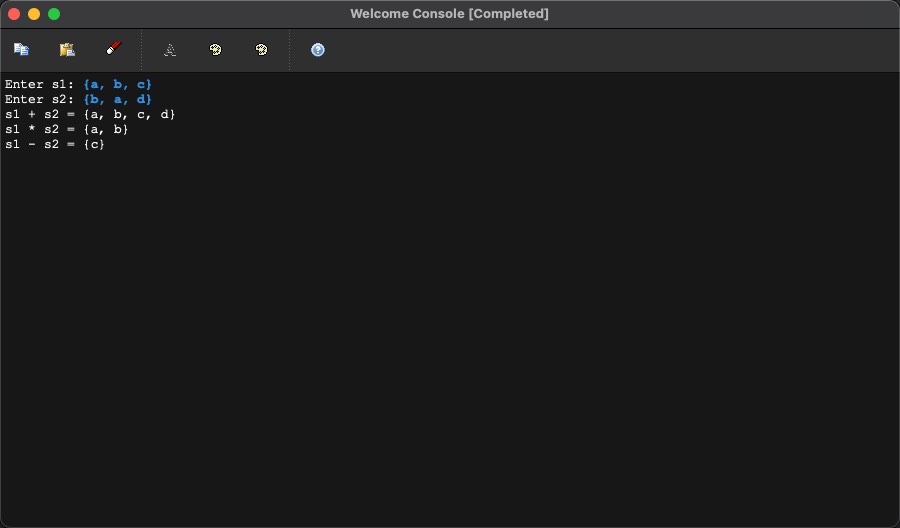 Welcome Console [Completed]
Enter s1: {a, b, c}
Enter s2: {b, a, d}
s1 + s2 = {a, b, c, d}
s1 * s2 = {a, b}
s1 - s2 = {c}